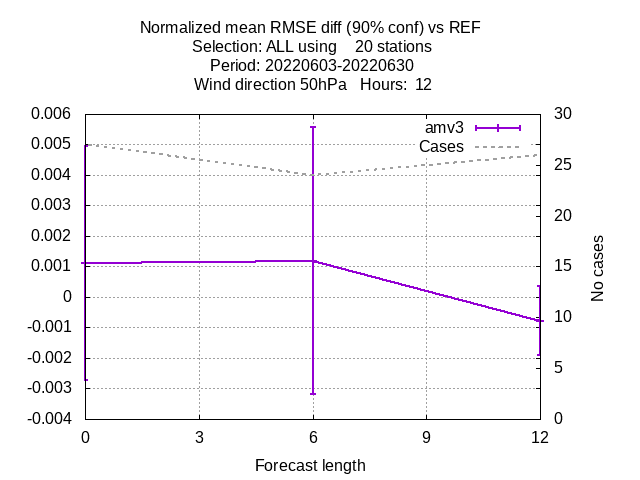 Normalized mean RMSE diff (90% conf) vs REF
Selection: ALL using    20 stations
Period: 20220603-20220630
Wind direction 50hPa   Hours:  12
amv3
Cases
0.006
0.005
0.004
0.003
0.002
0.001
0
-0.001
-0.002
-0.003
-0.004
30
25
20
15
10
5
0
No cases
0 3 6 9 12
Forecast length